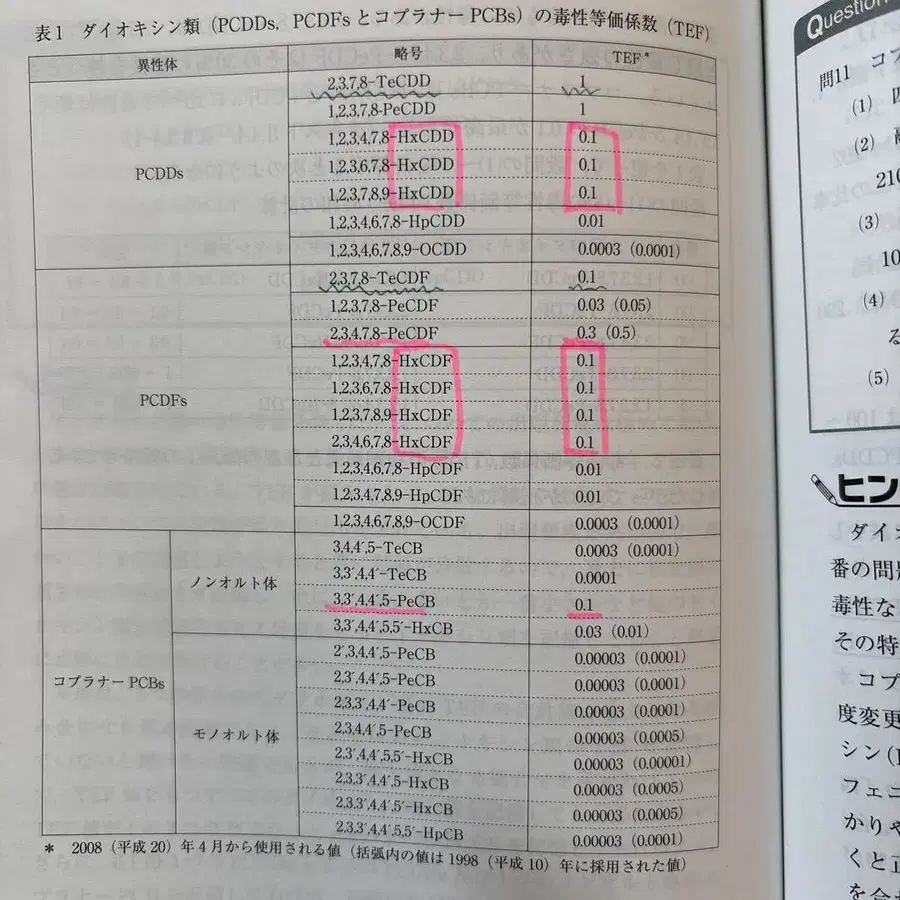 表1 ダイオキシン類（PCDDs, PCDFs とコプラナー PCBs）の毒性等価係数（TEF）
異性体 略号 TEF*
PCDDs
2,3,7,8-TeCDD 1
1,2,3,7,8-PeCDD 1
1,2,3,4,7,8-HxCDD 0.1
1,2,3,6,7,8-HxCDD 0.1
1,2,3,7,8,9-HxCDD 0.1
1,2,3,4,6,7,8-HpCDD 0.01
1,2,3,4,6,7,8,9-OCDD 0.0003（0.0001）
PCDFs
2,3,7,8-TeCDF 0.1
1,2,3,7,8-PeCDF 0.03（0.05）
2,3,4,7,8-PeCDF 0.3（0.5）
1,2,3,4,7,8-HxCDF 0.1
1,2,3,6,7,8-HxCDF 0.1
1,2,3,7,8,9-HxCDF 0.1
2,3,4,6,7,8-HxCDF 0.1
1,2,3,4,6,7,8-HpCDF 0.01
1,2,3,4,7,8,9-HpCDF 0.01
1,2,3,4,6,7,8,9-OCDF 0.0003（0.0001）
コプラナー PCBs
ノンオルト体
3,4,4′,5-TeCB 0.0003（0.0001）
3,3′,4,4′-TeCB 0.0001
3,3′,4,4′,5-PeCB 0.1
3,3′,4,4′,5,5′-HxCB 0.03（0.01）
モノオルト体
2′,3,4,4′,5-PeCB 0.00003（0.0001）
2,3′,4,4′,5-PeCB 0.00003（0.0001）
2,3,3′,4,4′-PeCB 0.00003（0.0001）
2,3,4,4′,5-PeCB 0.00003（0.0005）
2,3′,4,4′,5,5′-HxCB 0.00003（0.00001）
2,3,3′,4,4′,5-HxCB 0.00003（0.0005）
2,3,3′,4,4′,5′-HxCB 0.00003（0.0005）
2,3,3′,4,4′,5,5′-HpCB 0.00003（0.0001）
* 2008（平成20）年4月から使用される値（括弧内の値は1998（平成10）年に採用された値）
Question
問11 コプ
(1)
(2)
210
(3)
10
(4)
る
(5)
ヒン
ダイオ
番の問題
毒性な
その特
コプ
度変更
シン(
フェニ
かりや
くと正
を合